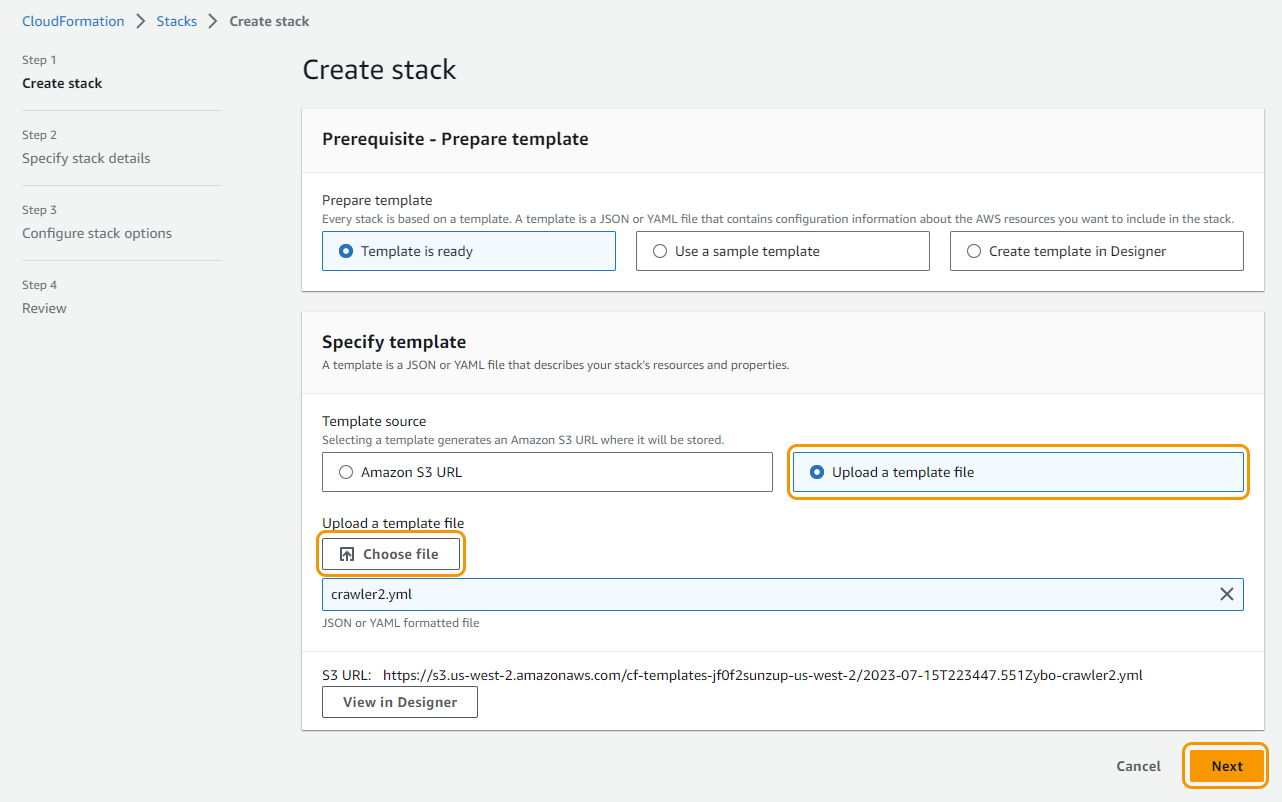 CloudFormation > Stacks > Create stack
Step 1
Create stack
Step 2
Specify stack details
Step 3
Configure stack options
Step 4
Review
Create stack
Prerequisite - Prepare template
Prepare template
Every stack is based on a template. A template is a JSON or YAML file that contains configuration information about the AWS resources you want to include in the stack.
Template is ready
Use a sample template
Create template in Designer
Specify template
A template is a JSON or YAML file that describes your stack's resources and properties.
Template source
Selecting a template generates an Amazon S3 URL where it will be stored.
Amazon S3 URL
Upload a template file
Upload a template file
Choose file
crawler2.yml
JSON or YAML formatted file
S3 URL: https://s3.us-west-2.amazonaws.com/cf-templates-jf0f2sunzup-us-west-2/2023-07-15T223447.551Zybo-crawler2.yml
View in Designer
Cancel
Next